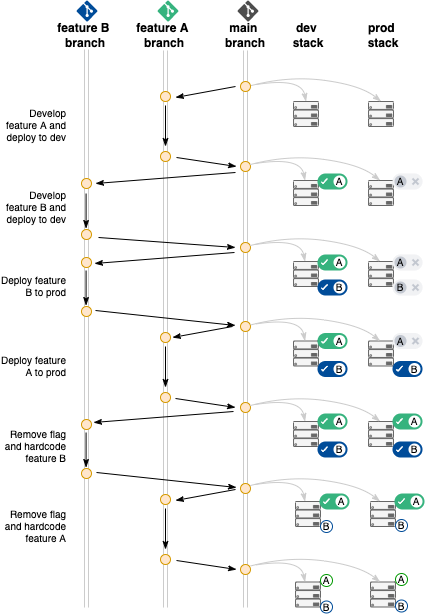 feature B
branch
feature A
branch
main
branch
dev
stack
prod
stack
Develop
feature A and
deploy to dev
A
A
Develop
feature B and
deploy to dev
A
A
B
B
Deploy feature
B to prod
A
A
B
B
Deploy feature
A to prod
A
A
B
B
Remove flag
and hardcode
feature B
A
A
B
B
Remove flag
and hardcode
feature A
A
A
B
B